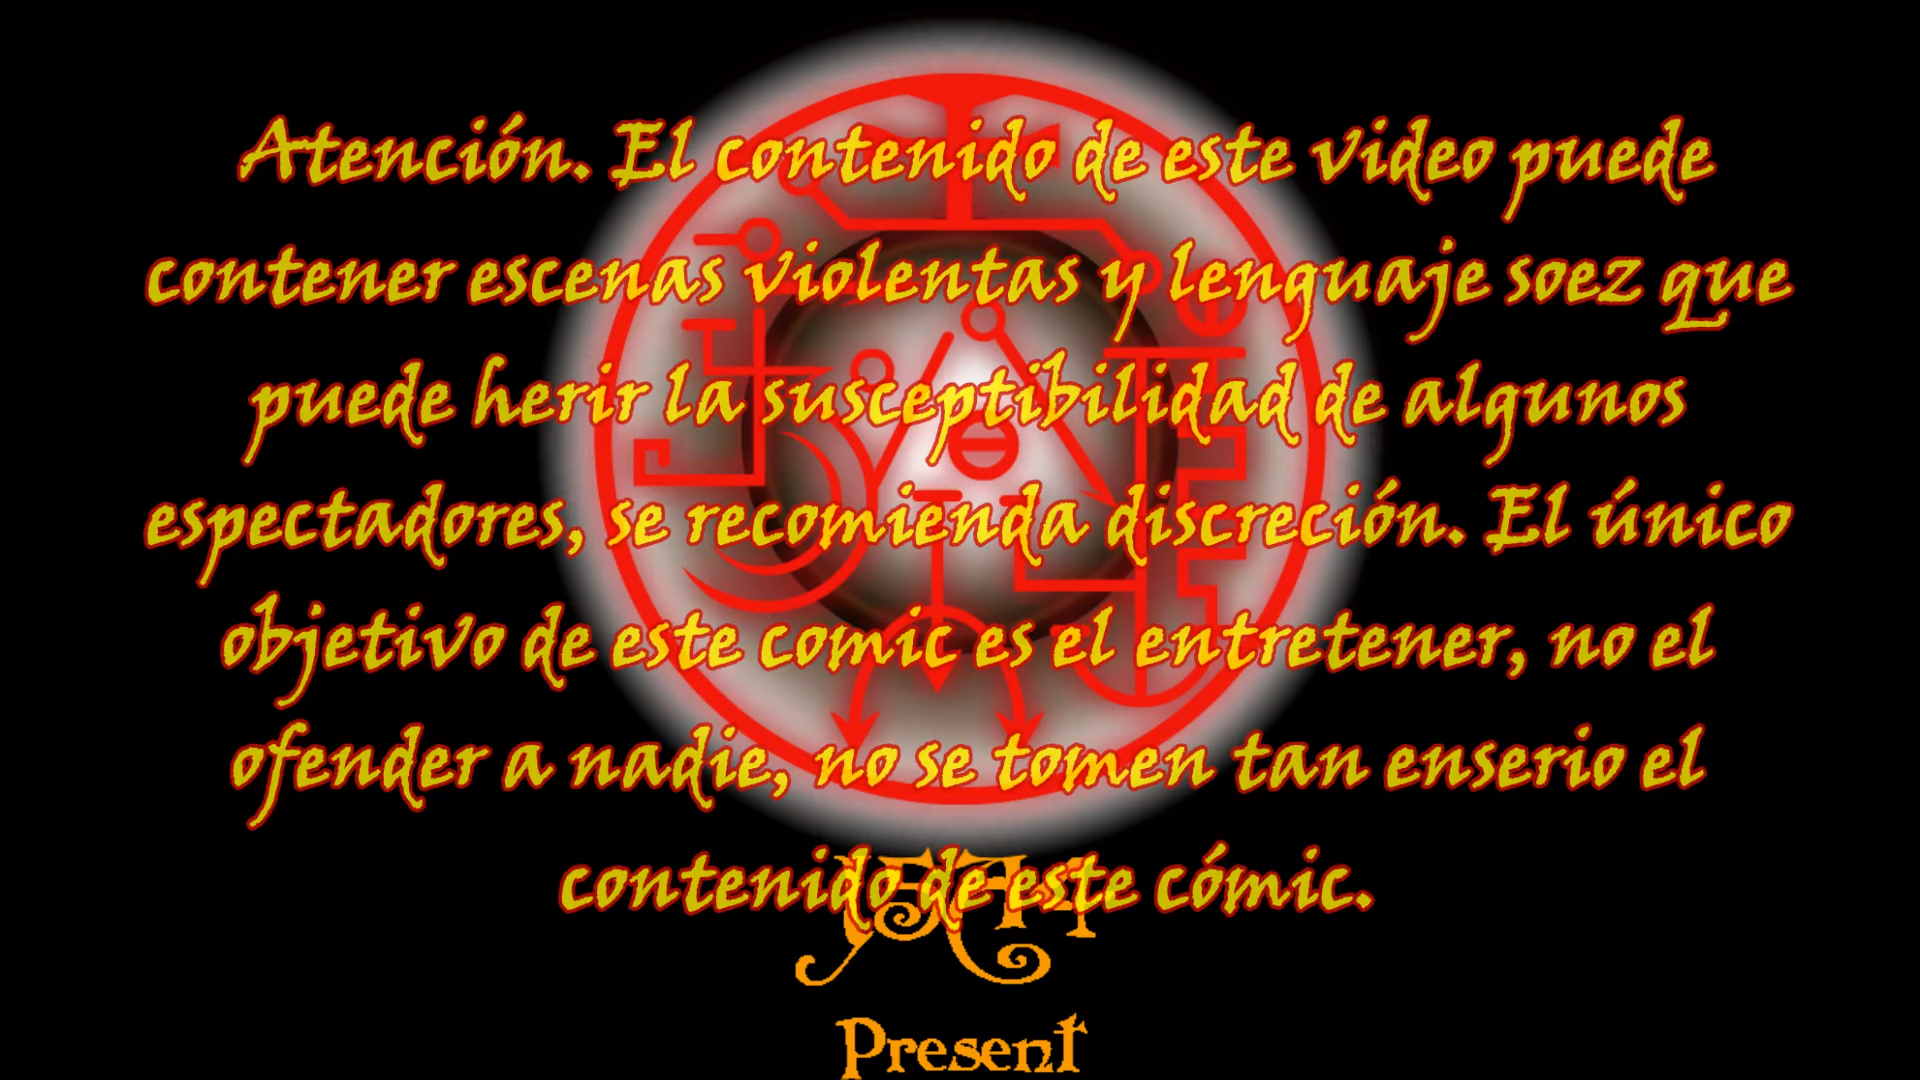 Atención. El contenido de este video puede
contener escenas violentas y lenguaje soez que
puede herir la susceptibilidad de algunos
espectadores, se recomienda discreción. El único
objetivo de este comic es el entretener, no el
ofender a nadie, no se tomen tan enserio el
contenido de este cómic.
Present